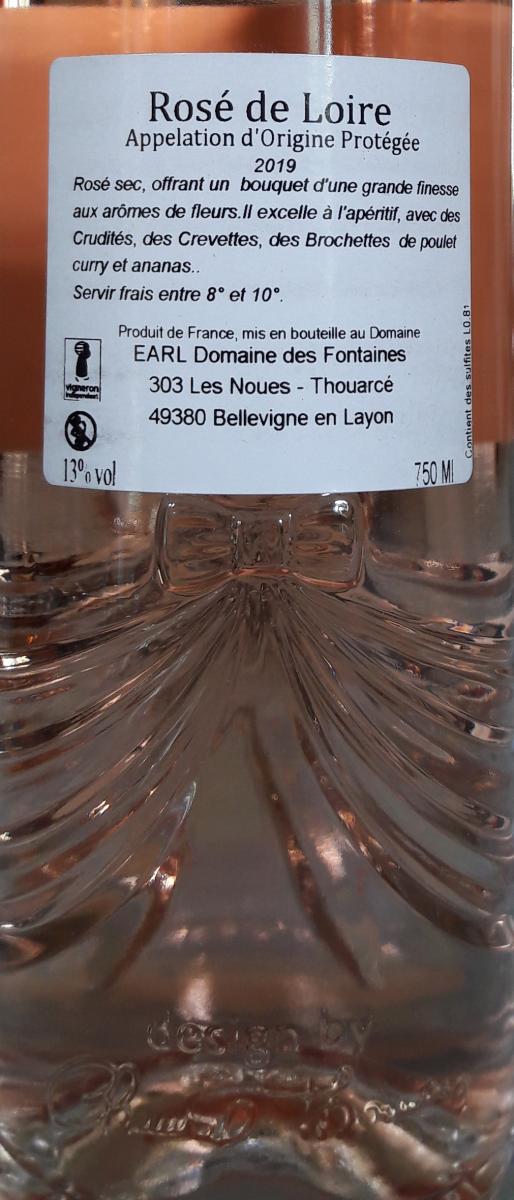 Rosé de Loire
Appelation d'Origine Protégée
2019
Rosé sec, offrant un bouquet d'une grande finesse
aux arômes de fleurs.Il excelle à l'apéritif, avec des
Crudités, des Crevettes, des Brochettes de poulet
curry et ananas..
Servir frais entre 8° et 10°.
Produit de France, mis en bouteille au Domaine
EARL Domaine des Fontaines
303 Les Noues - Thouarcé
49380 Bellevigne en Layon
vigneron
indépendant
13% vol
750 Ml
Contient des sulfites L0.81
design by